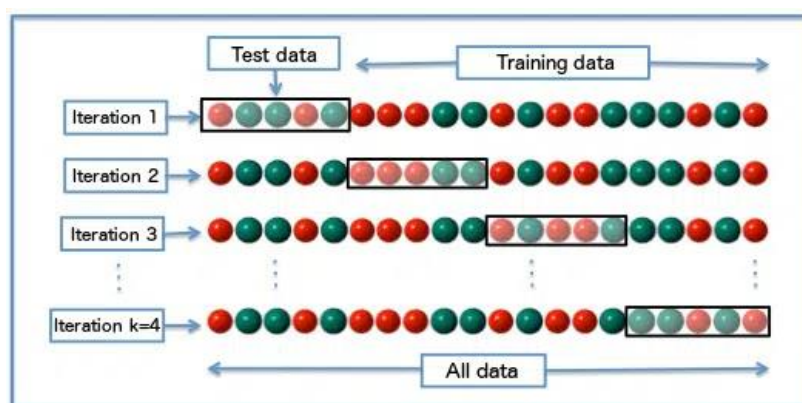 Test data
Training data
Iteration 1
Iteration 2
Iteration 3
Iteration k=4
All data